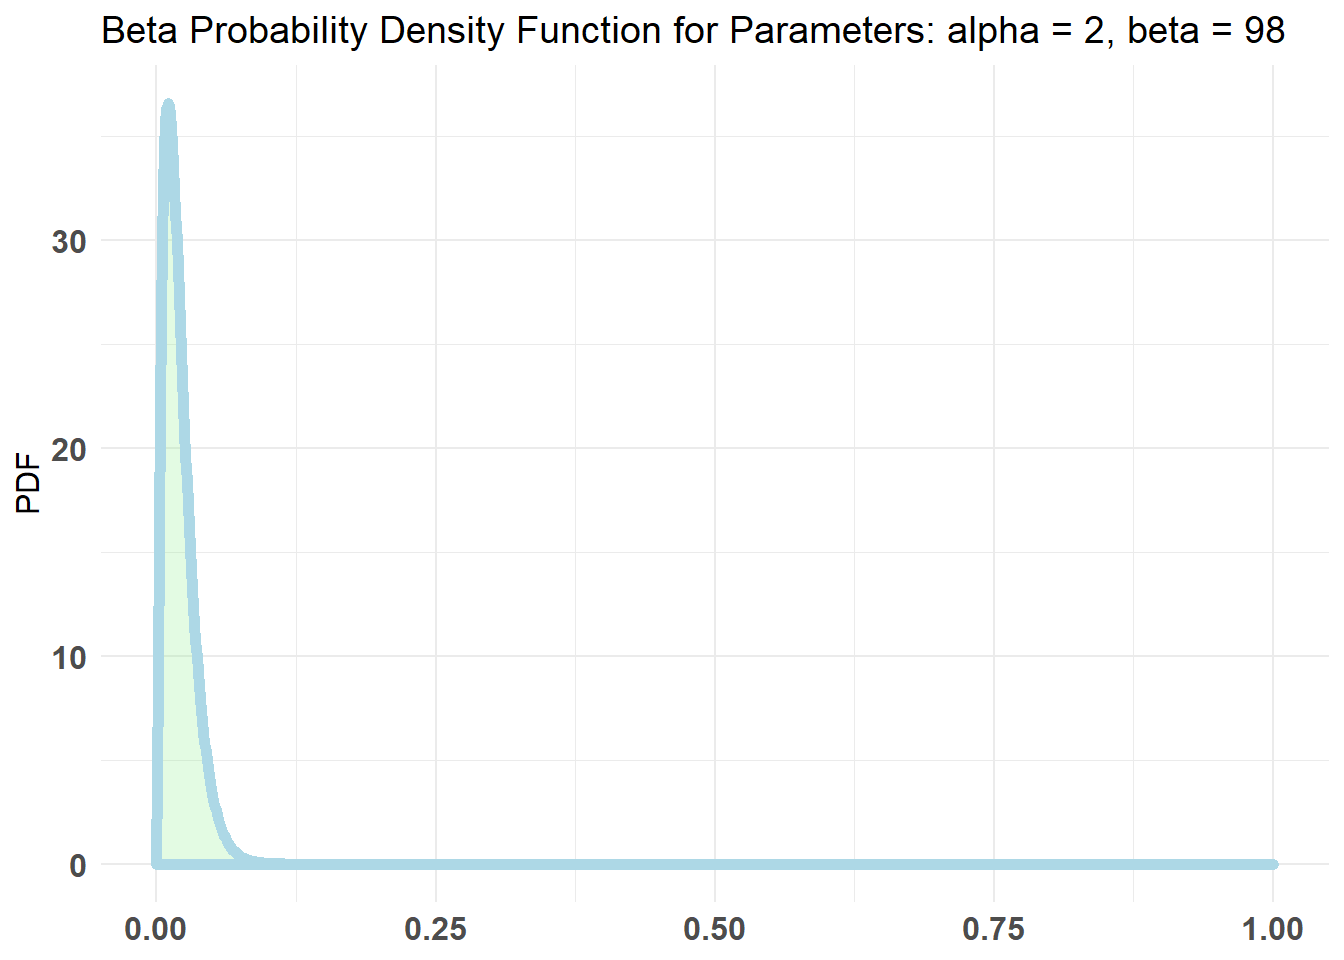 Beta Probability Density Function for Parameters: alpha = 2, beta = 98
PDF
30
20
10
0
0.00 0.25 0.50 0.75 1.00